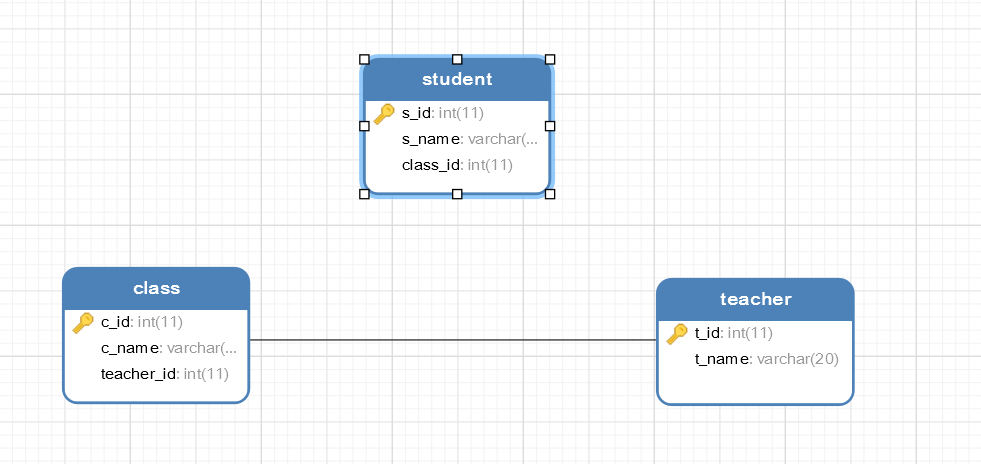 student
s_id: int(11)
s_name: varchar(...
class_id: int(11)
class
c_id: int(11)
c_name: varchar(...
teacher_id: int(11)
teacher
t_id: int(11)
t_name: varchar(20)